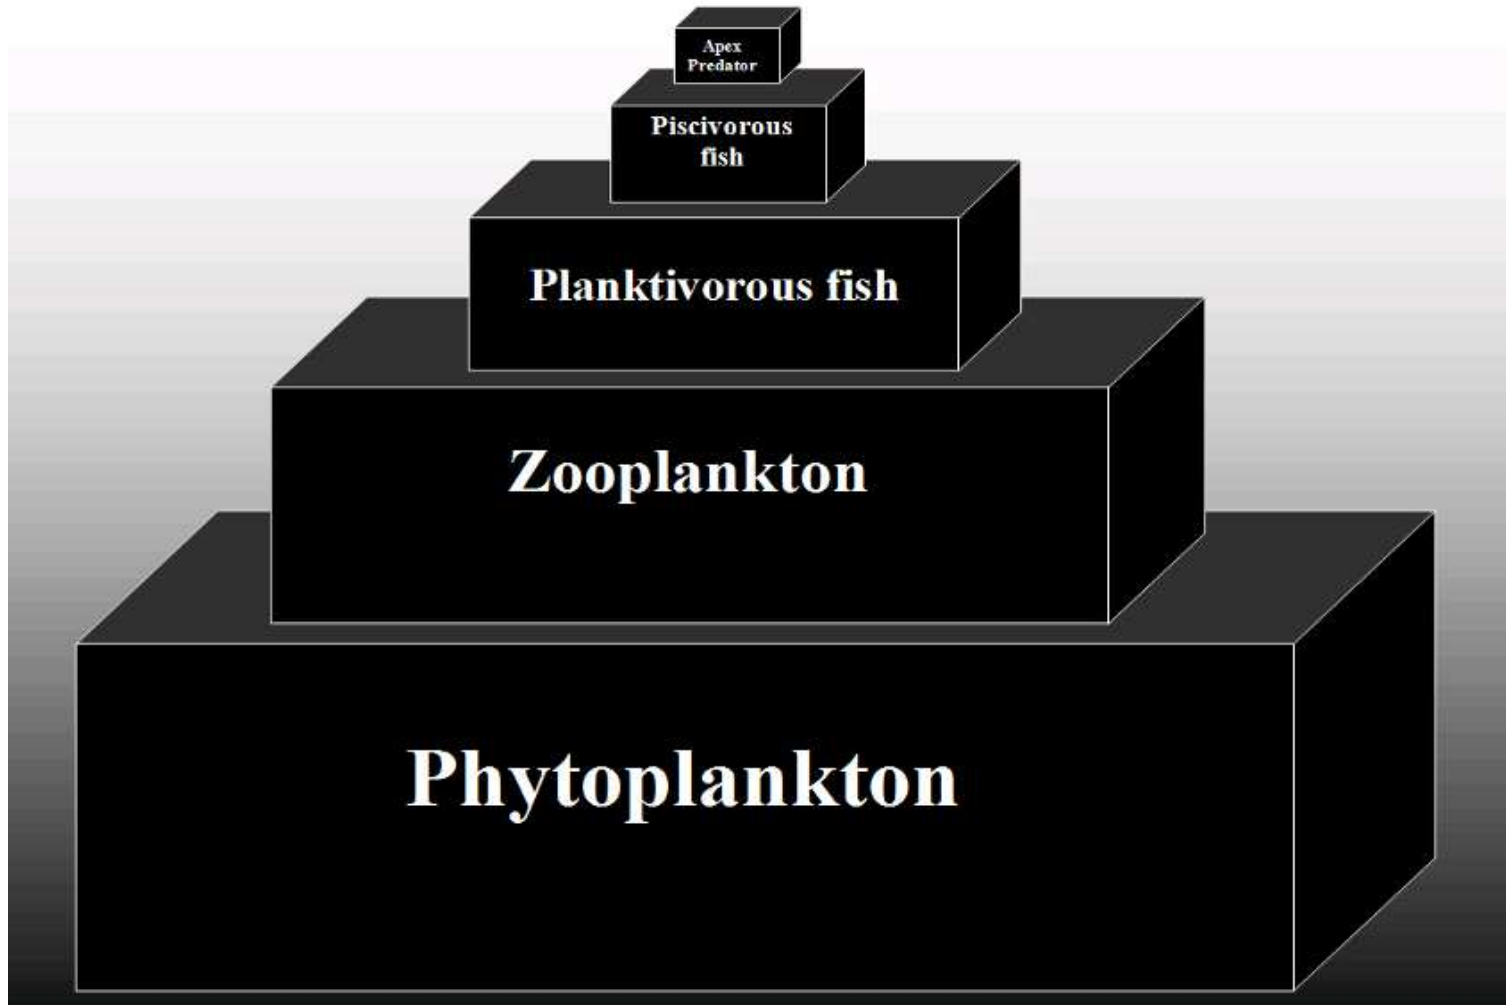 Apex
Predator
Piscivorous
fish
Planktivorous fish
Zooplankton
Phytoplankton